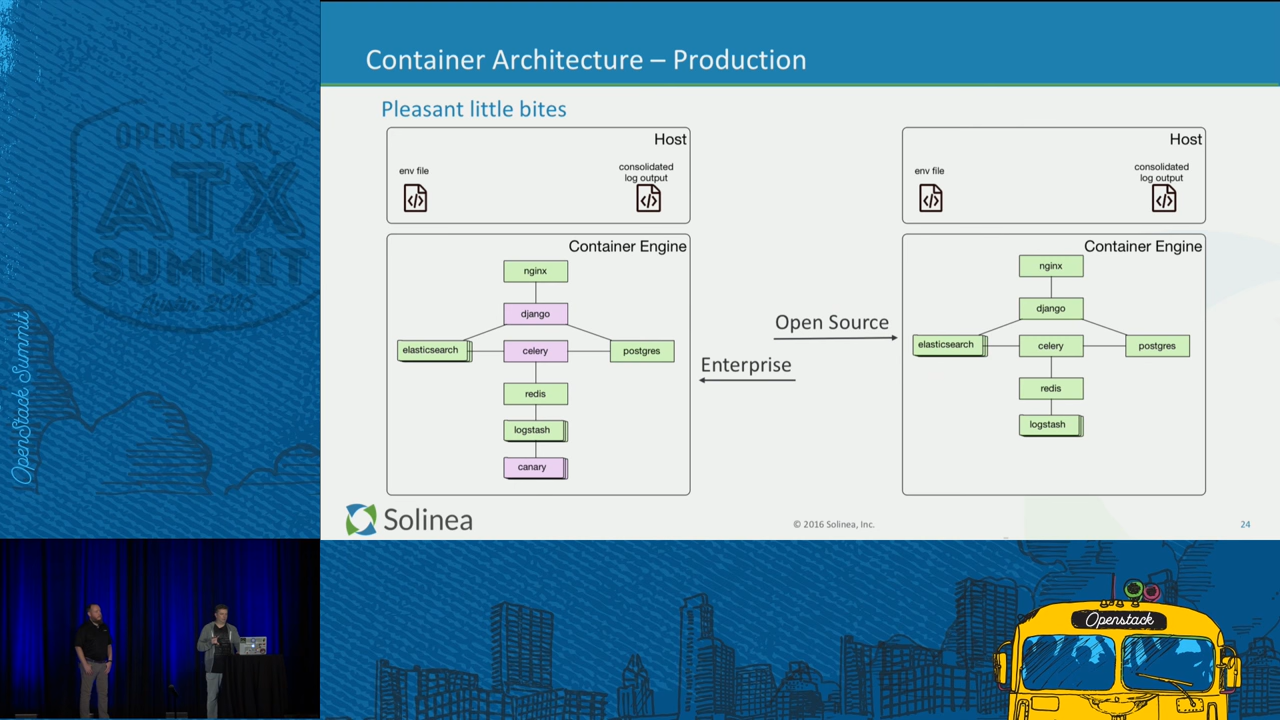 OPENSTACK
ATX
SUMMIT
Austin 2016
OpenStack Summit
Container Architecture – Production
Pleasant little bites
Host
env file
consolidated
log output
Container Engine
nginx
django
elasticsearch
celery
postgres
redis
logstash
canary
Open Source
Enterprise
Host
env file
consolidated
log output
Container Engine
nginx
django
elasticsearch
celery
postgres
redis
logstash
Solinea
© 2016 Solinea, Inc.
24
Openstack